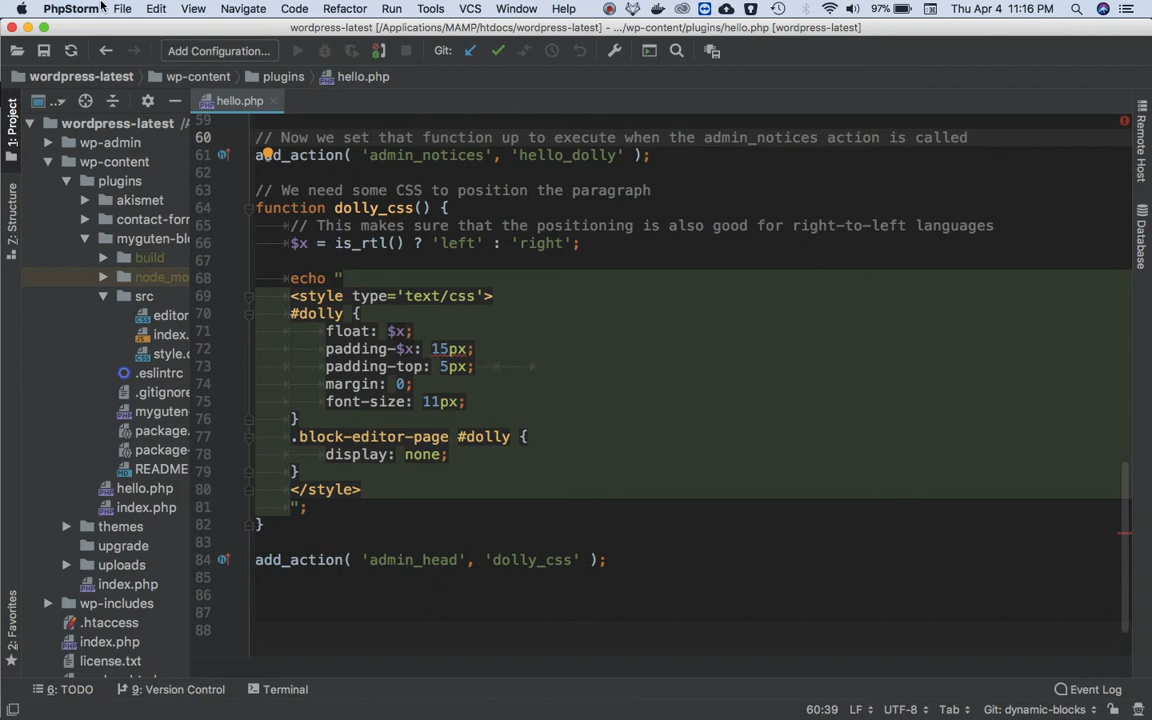 PhpStorm File Edit View Navigate Code Refactor Run Tools VCS Window Help 97% Thu Apr 4 11:16 PM
wordpress-latest [/Applications/MAMP/htdocs/wordpress-latest] - .../wp-content/plugins/hello.php [wordpress-latest]
Add Configuration... Git:
wordpress-latest wp-content plugins hello.php
1: Project
7: Structure
2: Favorites
wordpress-latest /A
wp-admin
wp-content
plugins
akismet
contact-form
myguten-blo
build
node_mo
src
editor
index.
style.c
.eslintrc
.gitignore
myguten
package
package-
README
hello.php
index.php
themes
upgrade
uploads
index.php
wp-includes
.htaccess
index.php
license.txt
hello.php
59
60 // Now we set that function up to execute when the admin_notices action is called
61 add_action( 'admin_notices', 'hello_dolly' );
62
63 // We need some CSS to position the paragraph
64 function dolly_css() {
65 // This makes sure that the positioning is also good for right-to-left languages
66 $x = is_rtl() ? 'left' : 'right';
67
68 echo "
69 <style type='text/css'>
70 #dolly {
71 float: $x;
72 padding-$x: 15px;
73 padding-top: 5px;
74 margin: 0;
75 font-size: 11px;
76 }
77 .block-editor-page #dolly {
78 display: none;
79 }
80 </style>
81 ";
82 }
83
84 add_action( 'admin_head', 'dolly_css' );
85
86
87
88
Remote Host
Database
6: TODO 9: Version Control Terminal Event Log
60:39 LF UTF-8 Tab Git: dynamic-blocks